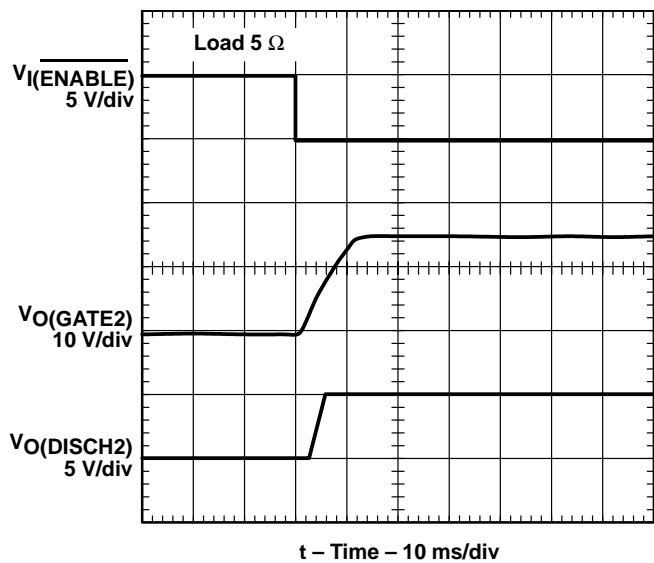 Load 5 Ω
VI(ENABLE)
5 V/div
VO(GATE2)
10 V/div
VO(DISCH2)
5 V/div
t – Time – 10 ms/div